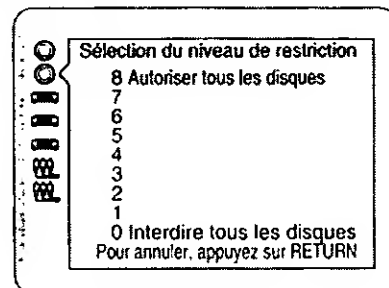 Sélection du niveau de restriction
8 Autoriser tous les disques
7
6
5
4
3
2
1
0 Interdire tous les disques
Pour annuler, appuyez sur RETURN